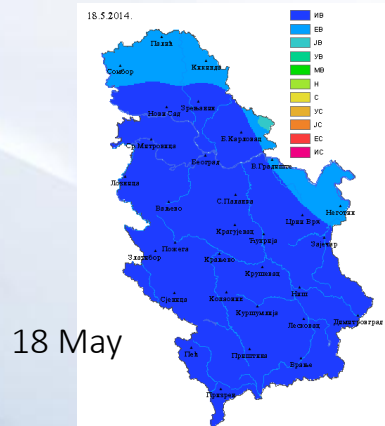 18.5.2014.
ИВ
ЕВ
ЈВ
УВ
МВ
Н
С
УС
ЈС
ЕС
ИС
Палић
Сомбор
Кикинда
Зрењанин
Нови Сад
Б.Карловац
Ср.Митровица
Београд
В.Градиште
Лозница
Ваљево
С.Паланка
Неготин
Црни Врх
Крагујевац
Ћуприја
Зајечар
Пожега
Златибор
Краљево
Крушевац
Сјеница
Копаоник
Ниш
Куршумлија
Лесковац
Димитровград
18 May
Пећ
Приштина
Врање
Призрен